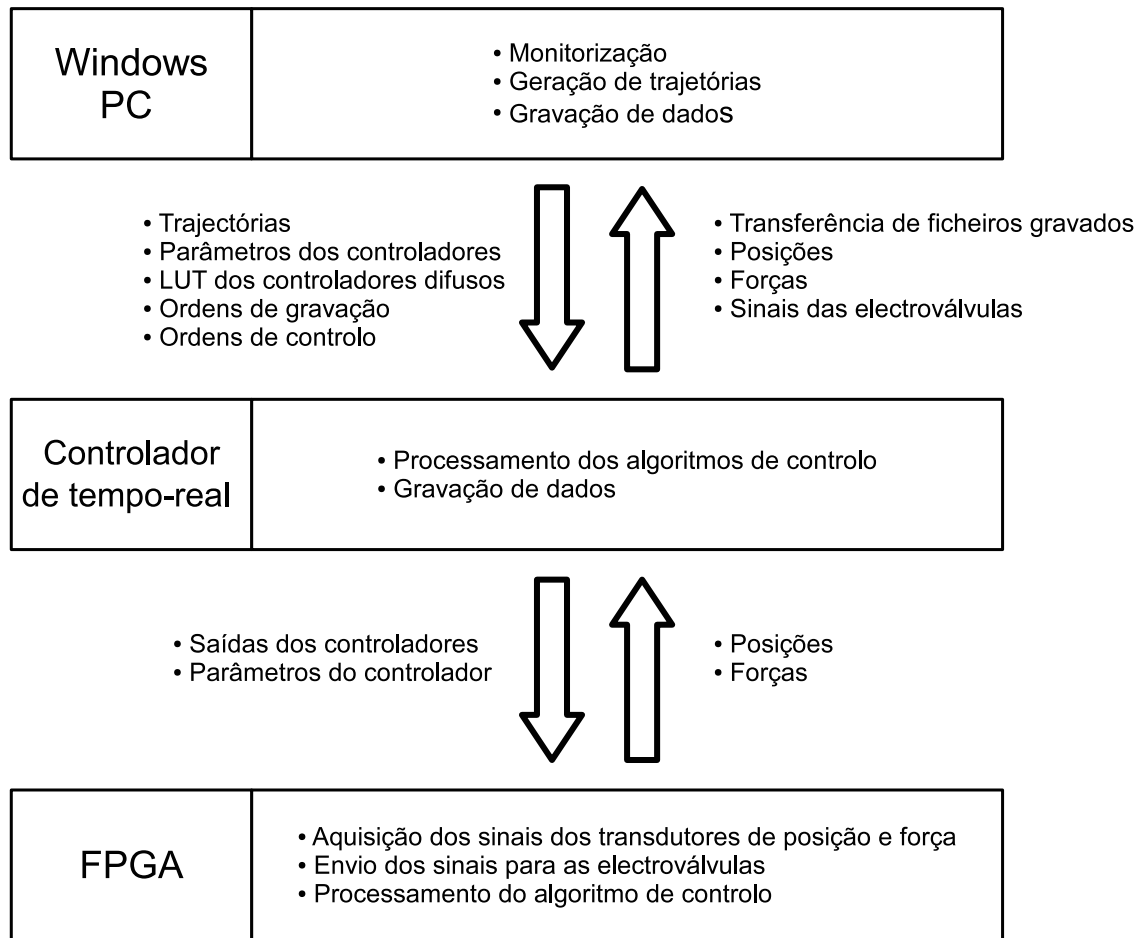 Windows
PC
• Monitorização
• Geração de trajetórias
• Gravação de dados
• Trajectórias
• Parâmetros dos controladores
• LUT dos controladores difusos
• Ordens de gravação
• Ordens de controlo
• Transferência de ficheiros gravados
• Posições
• Forças
• Sinais das electroválvulas
Controlador
de tempo-real
• Processamento dos algoritmos de controlo
• Gravação de dados
• Saídas dos controladores
• Parâmetros do controlador
• Posições
• Forças
FPGA
• Aquisição dos sinais dos transdutores de posição e força
• Envio dos sinais para as electroválvulas
• Processamento do algoritmo de controlo